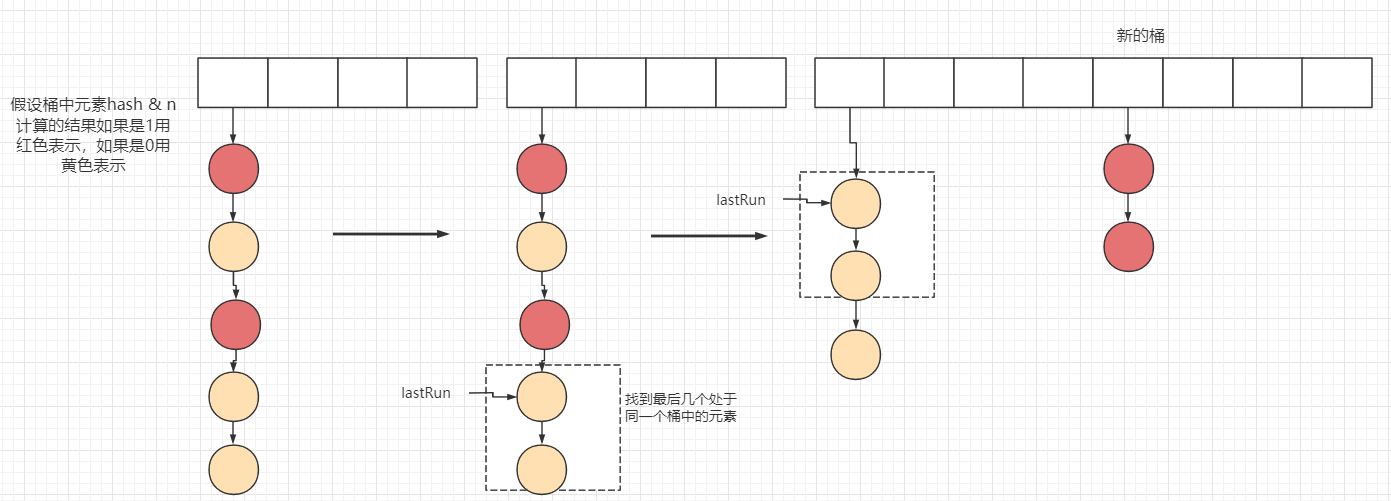 新的桶
假设桶中元素hash & n
计算的结果如果是1用
红色表示，如果是0用
黄色表示
lastRun
lastRun
找到最后几个处于
同一个桶中的元素